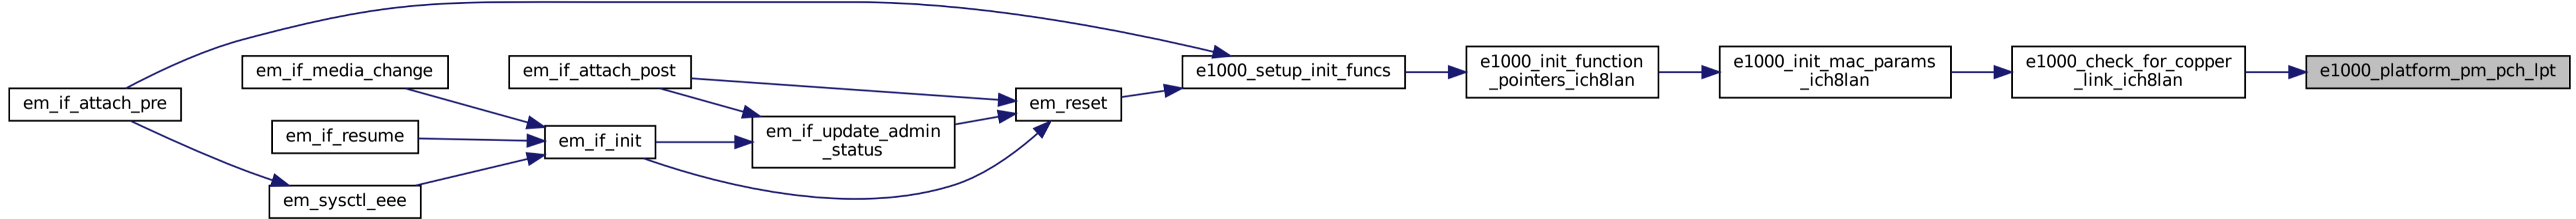 em_if_attach_pre
em_if_media_change
em_if_resume
em_sysctl_eee
em_if_attach_post
em_if_init
em_if_update_admin
_status
em_reset
e1000_setup_init_funcs
e1000_init_function
_pointers_ich8lan
e1000_init_mac_params
_ich8lan
e1000_check_for_copper
_link_ich8lan
e1000_platform_pm_pch_lpt